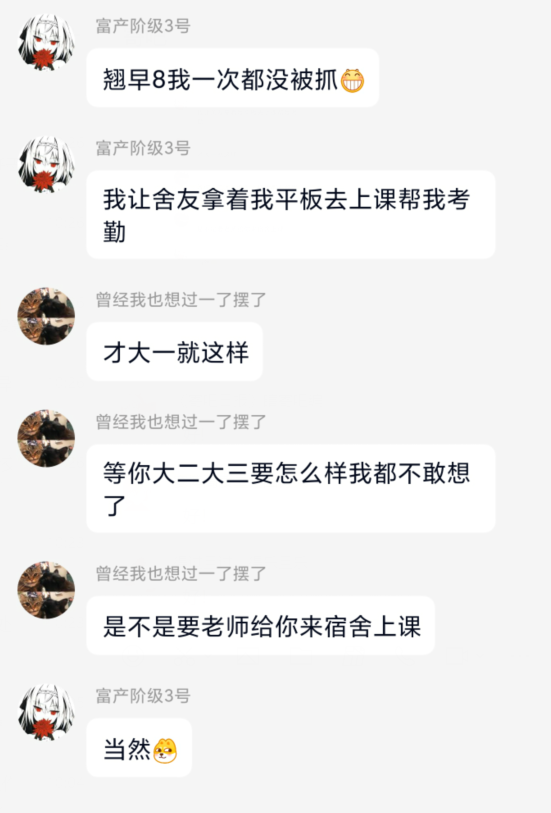 富产阶级3号
翘早8我一次都没被抓😁
富产阶级3号
我让舍友拿着我平板去上课帮我考
勤
曾经我也想过一了摆了
才大一就这样
曾经我也想过一了摆了
等你大二大三要怎么样我都不敢想
了
曾经我也想过一了摆了
是不是要老师给你来宿舍上课
富产阶级3号
当然